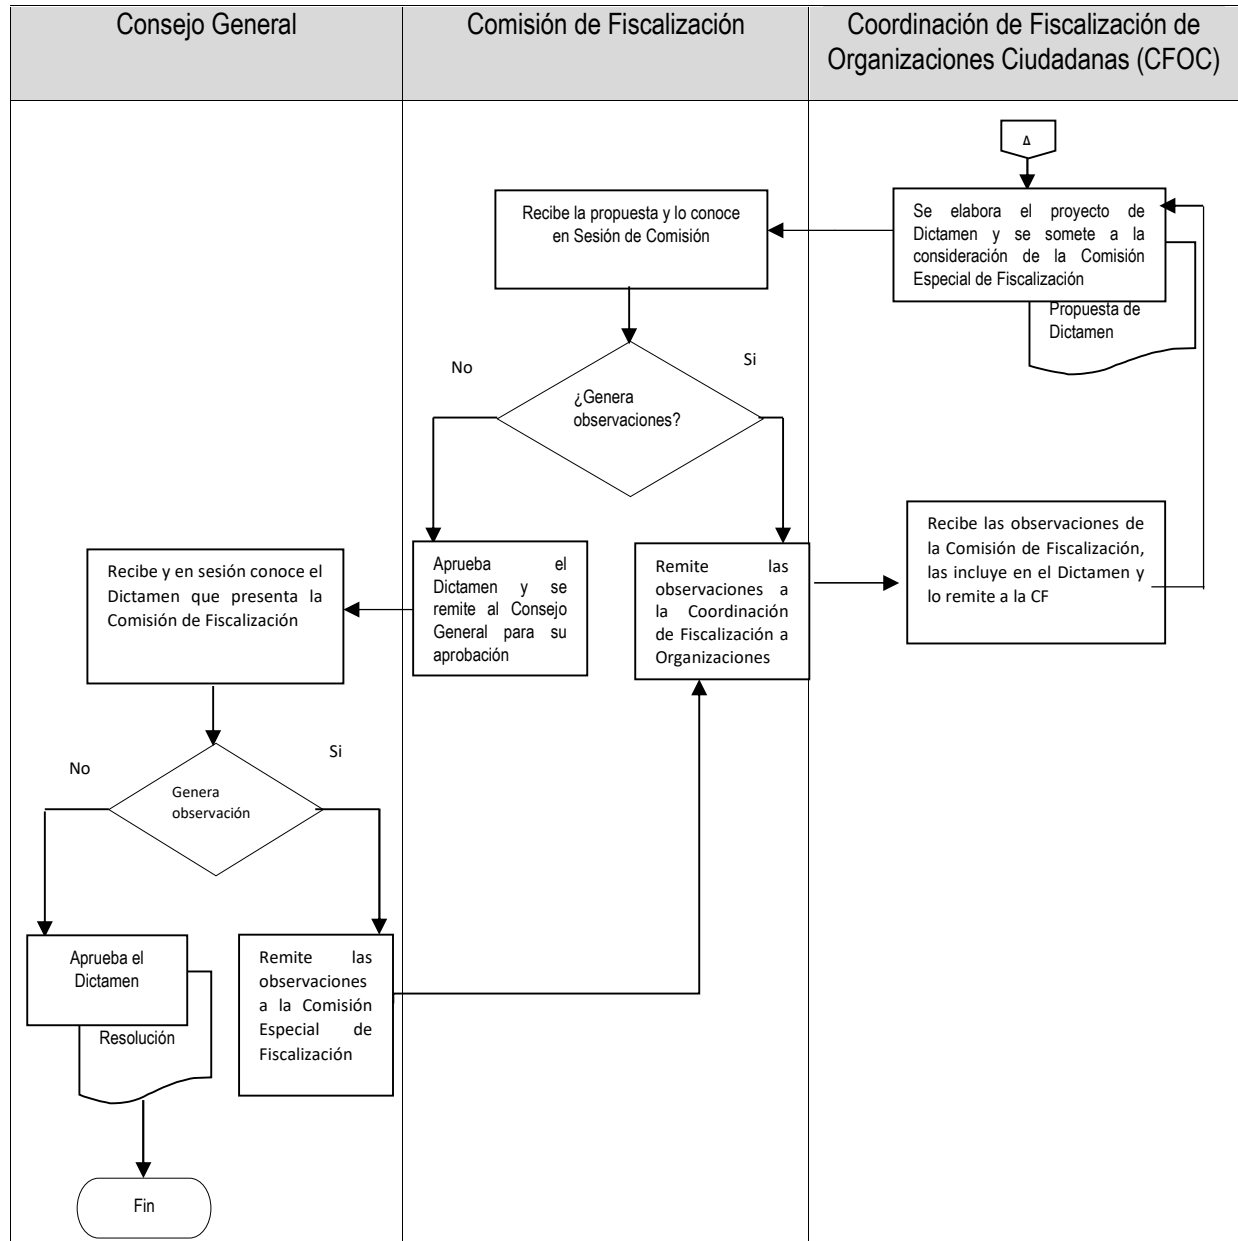 Consejo General
Comisión de Fiscalización
Coordinación de Fiscalización de
Organizaciones Ciudadanas (CFOC)
Δ
Se elabora el proyecto de
Dictamen y se somete a la
consideración de la Comisión
Especial de Fiscalización
Propuesta de
Dictamen
Recibe la propuesta y lo conoce
en Sesión de Comisión
No
Si
¿Genera
observaciones?
Aprueba el
Dictamen y se
remite al Consejo
General para su
aprobación
Remite las
observaciones a
la Coordinación
de Fiscalización a
Organizaciones
Recibe las observaciones de
la Comisión de Fiscalización,
las incluye en el Dictamen y
lo remite a la CF
Recibe y en sesión conoce el
Dictamen que presenta la
Comisión de Fiscalización
No
Si
Genera
observación
Aprueba el
Dictamen
Resolución
Remite las
observaciones
a la Comisión
Especial de
Fiscalización
Fin